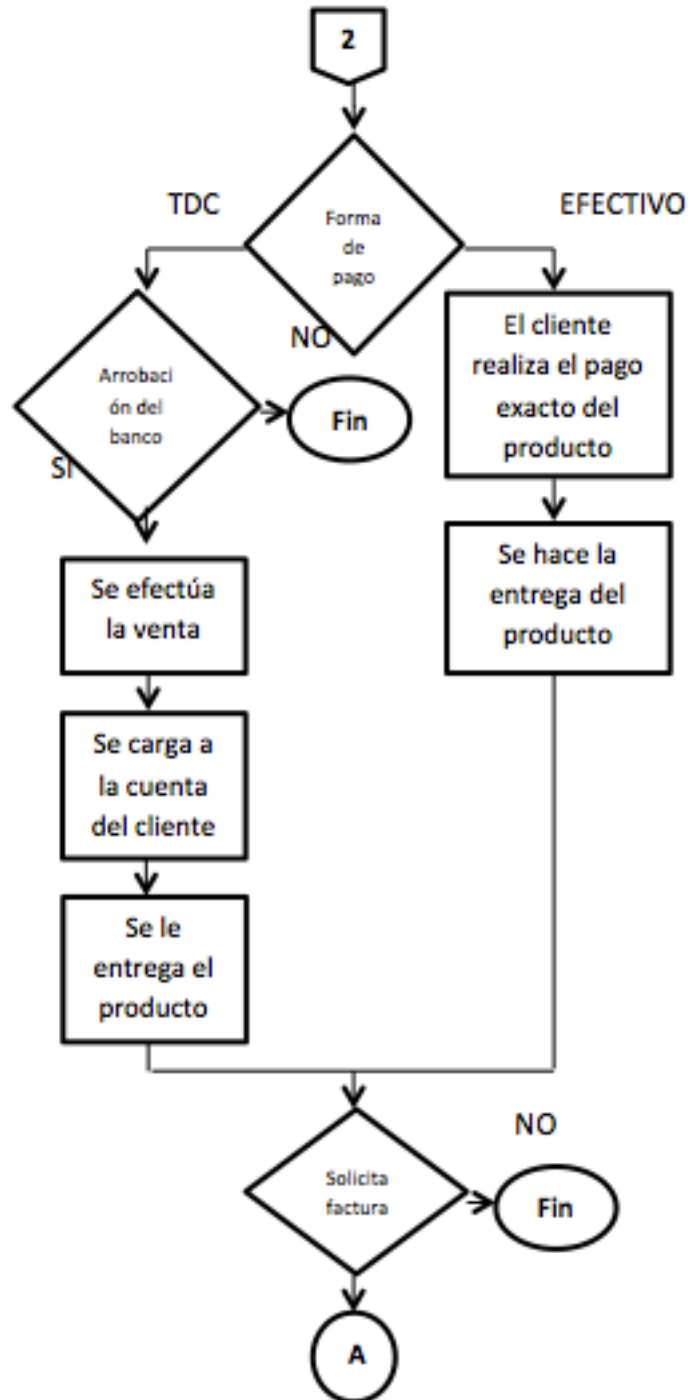 2
TDC
EFECTIVO
Forma
de
pago
NO
Arrobaci
ón del
banco
Fin
SI
El cliente
realiza el pago
exacto del
producto
Se efectúa
la venta
Se hace la
entrega del
producto
Se carga a
la cuenta
del cliente
Se le
entrega el
producto
NO
Solicita
factura
Fin
A